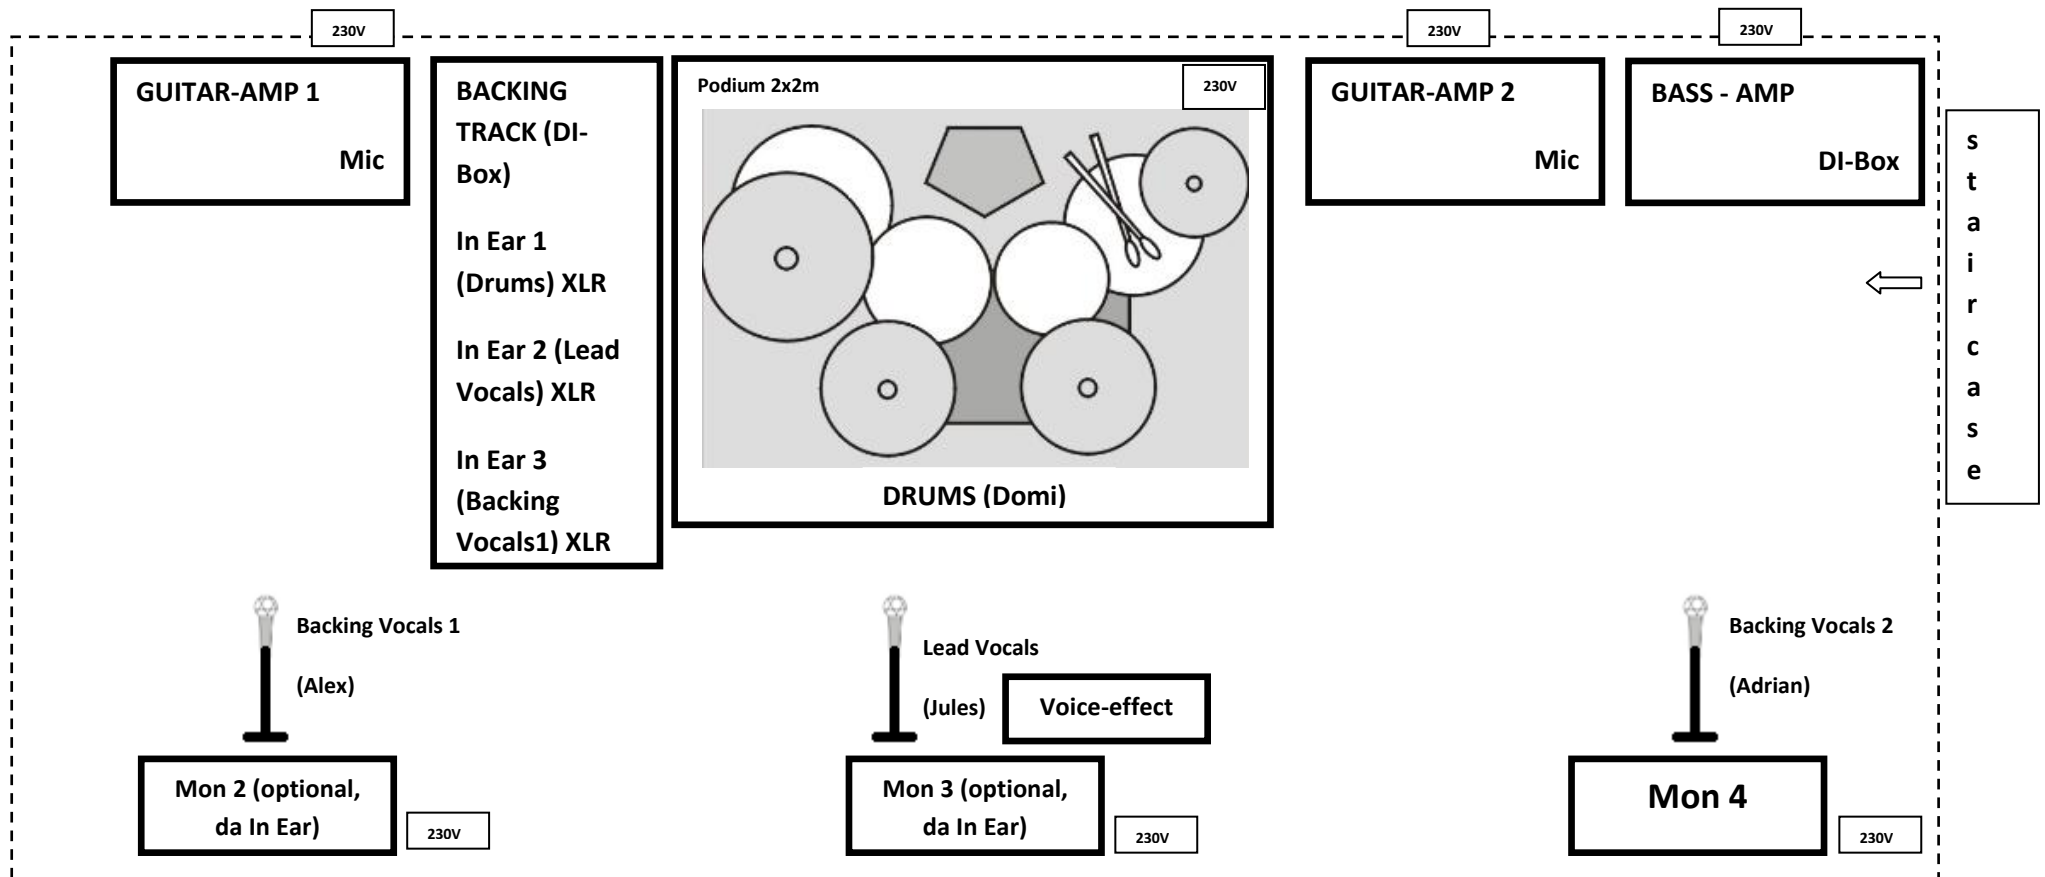 230V
230V
230V
GUITAR-AMP 1
Mic
BACKING
TRACK (DI-
Box)
In Ear 1
(Drums) XLR
In Ear 2 (Lead
Vocals) XLR
In Ear 3
(Backing
Vocals1) XLR
Podium 2x2m
230V
DRUMS (Domi)
GUITAR-AMP 2
Mic
BASS - AMP
DI-Box
s
t
a
i
r
c
a
s
e
Backing Vocals 1
(Alex)
Lead Vocals
(Jules)
Voice-effect
Backing Vocals 2
(Adrian)
Mon 2 (optional,
da In Ear)
230V
Mon 3 (optional,
da In Ear)
230V
Mon 4
230V